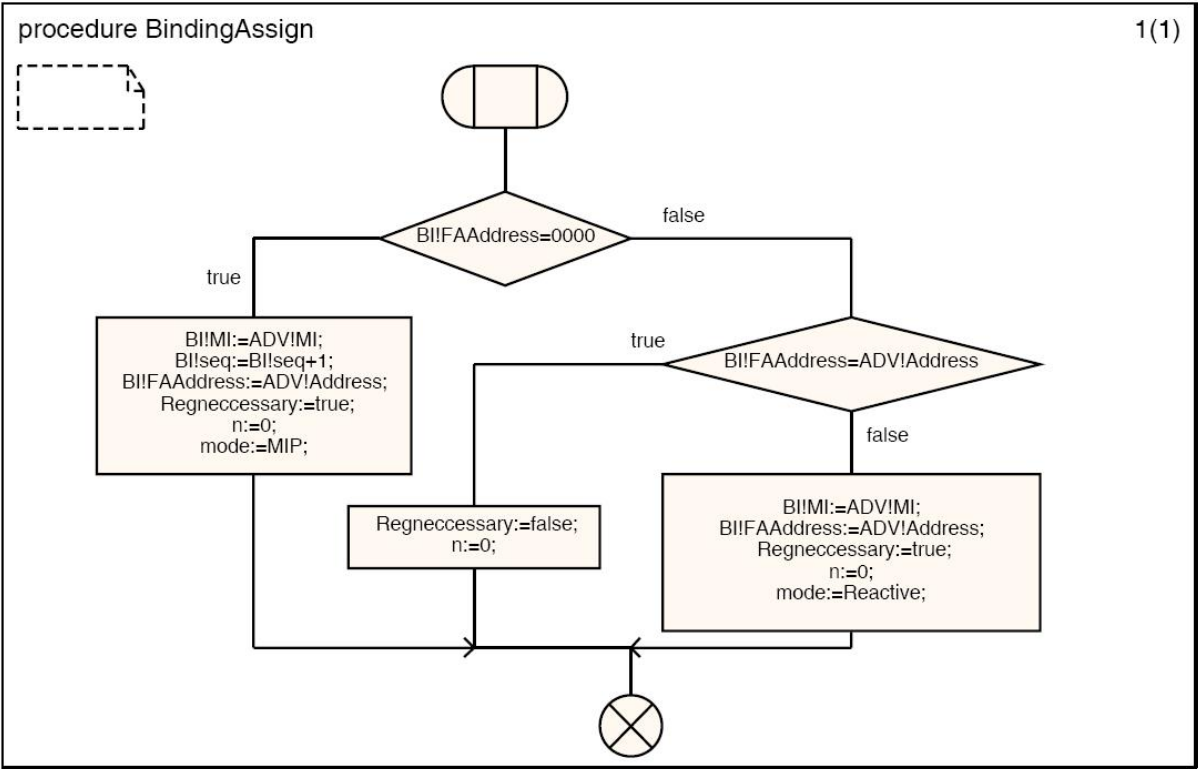 procedure BindingAssign
1(1)
BI!FAAddress=0000
false
true
BI!MI:=ADV!MI;
BI!seq:=BI!seq+1;
BI!FAAddress:=ADV!Address;
Regneccessary:=true;
n:=0;
mode:=MIP;
true
BI!FAAddress=ADV!Address
false
Regneccessary:=false;
n:=0;
BI!MI:=ADV!MI;
BI!FAAddress:=ADV!Address;
Regneccessary:=true;
n:=0;
mode:=Reactive;